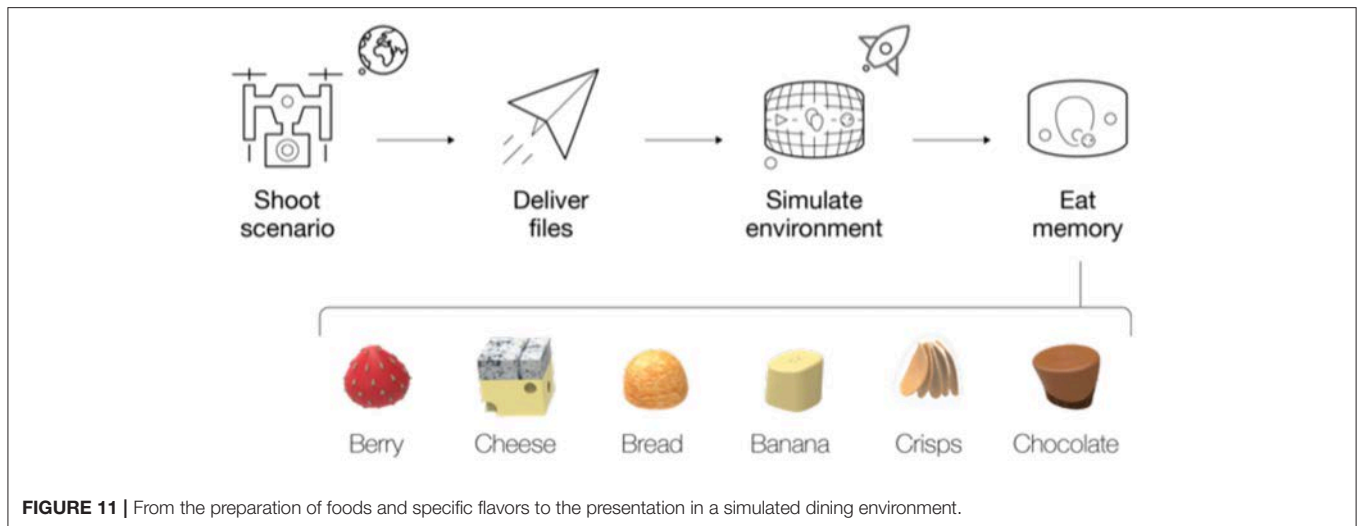 Shoot
scenario
Deliver
files
Simulate
environment
Eat
memory
Berry
Cheese
Bread
Banana
Crisps
Chocolate
FIGURE 11 | From the preparation of foods and specific flavors to the presentation in a simulated dining environment.